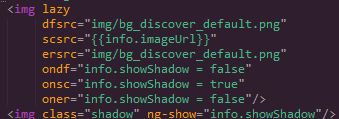 <img lazy
dfsrc="img/bg_discover_default.png"
scsrc="{{info.imageUrl}}"
ersrc="img/bg_discover_default.png"
ondf="info.showShadow = false"
onsc="info.showShadow = true"
oner="info.showShadow = false"/>
<img class="shadow" ng-show="info.showShadow"/>